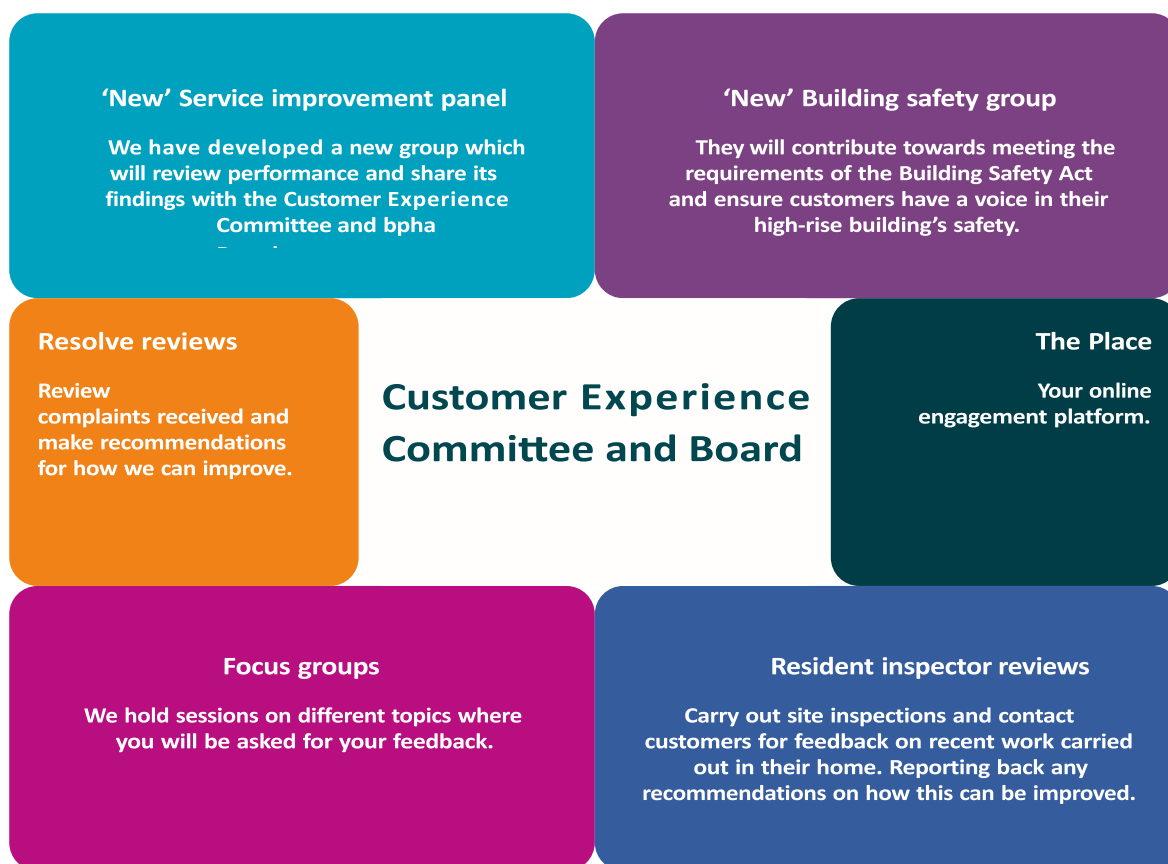 ‘New’ Service improvement panel
We have developed a new group which
will review performance and share its
findings with the Customer Experience
Committee and bpha
‘New’ Building safety group
They will contribute towards meeting the
requirements of the Building Safety Act
and ensure customers have a voice in their
high-rise building’s safety.
Resolve reviews
Review
complaints received and
make recommendations
for how we can improve.
Customer Experience
Committee and Board
The Place
Your online
engagement platform.
Focus groups
We hold sessions on different topics where
you will be asked for your feedback.
Resident inspector reviews
Carry out site inspections and contact
customers for feedback on recent work carried
out in their home. Reporting back any
recommendations on how this can be improved.